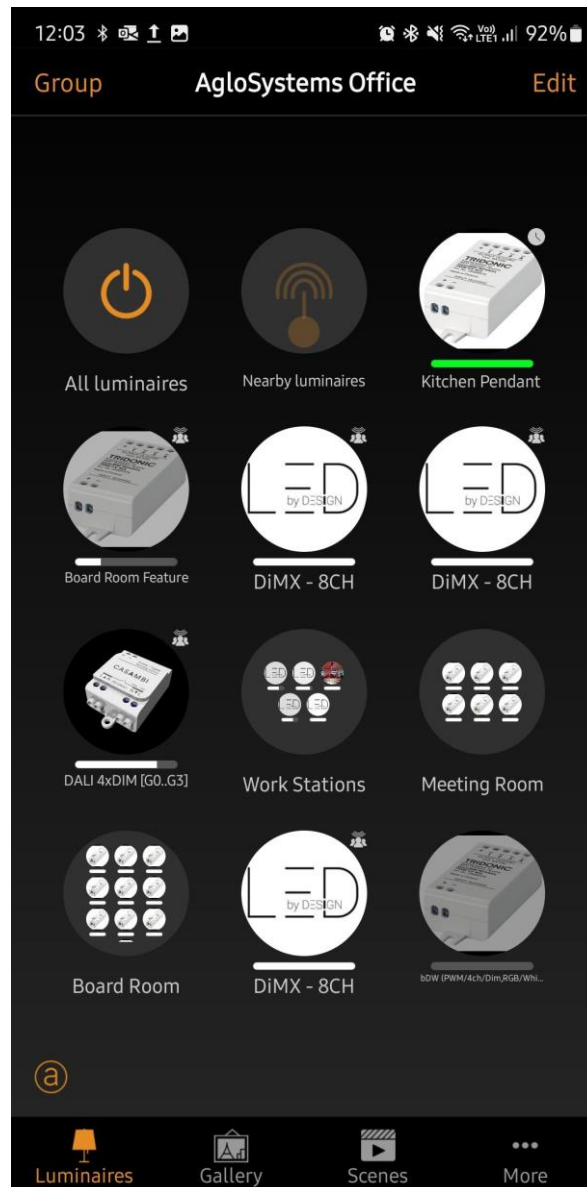 12:03
Vo)) LTE1 92%
Group AgloSystems Office Edit
All luminaires Nearby luminaires TRIDONIC Kitchen Pendant
TRIDONIC
Board Room Feature
LED
by DESIGN
DiMX - 8CH
LED
by DESIGN
DiMX - 8CH
CASAMBI
DALI 4xDIM [G0..G3]
Work Stations
Meeting Room
Board Room
LED
by DESIGN
DiMX - 8CH
TRIDONIC
bDW (PWM/4ch/Dim,RGB/Whi...
a
Luminaires Gallery Scenes More